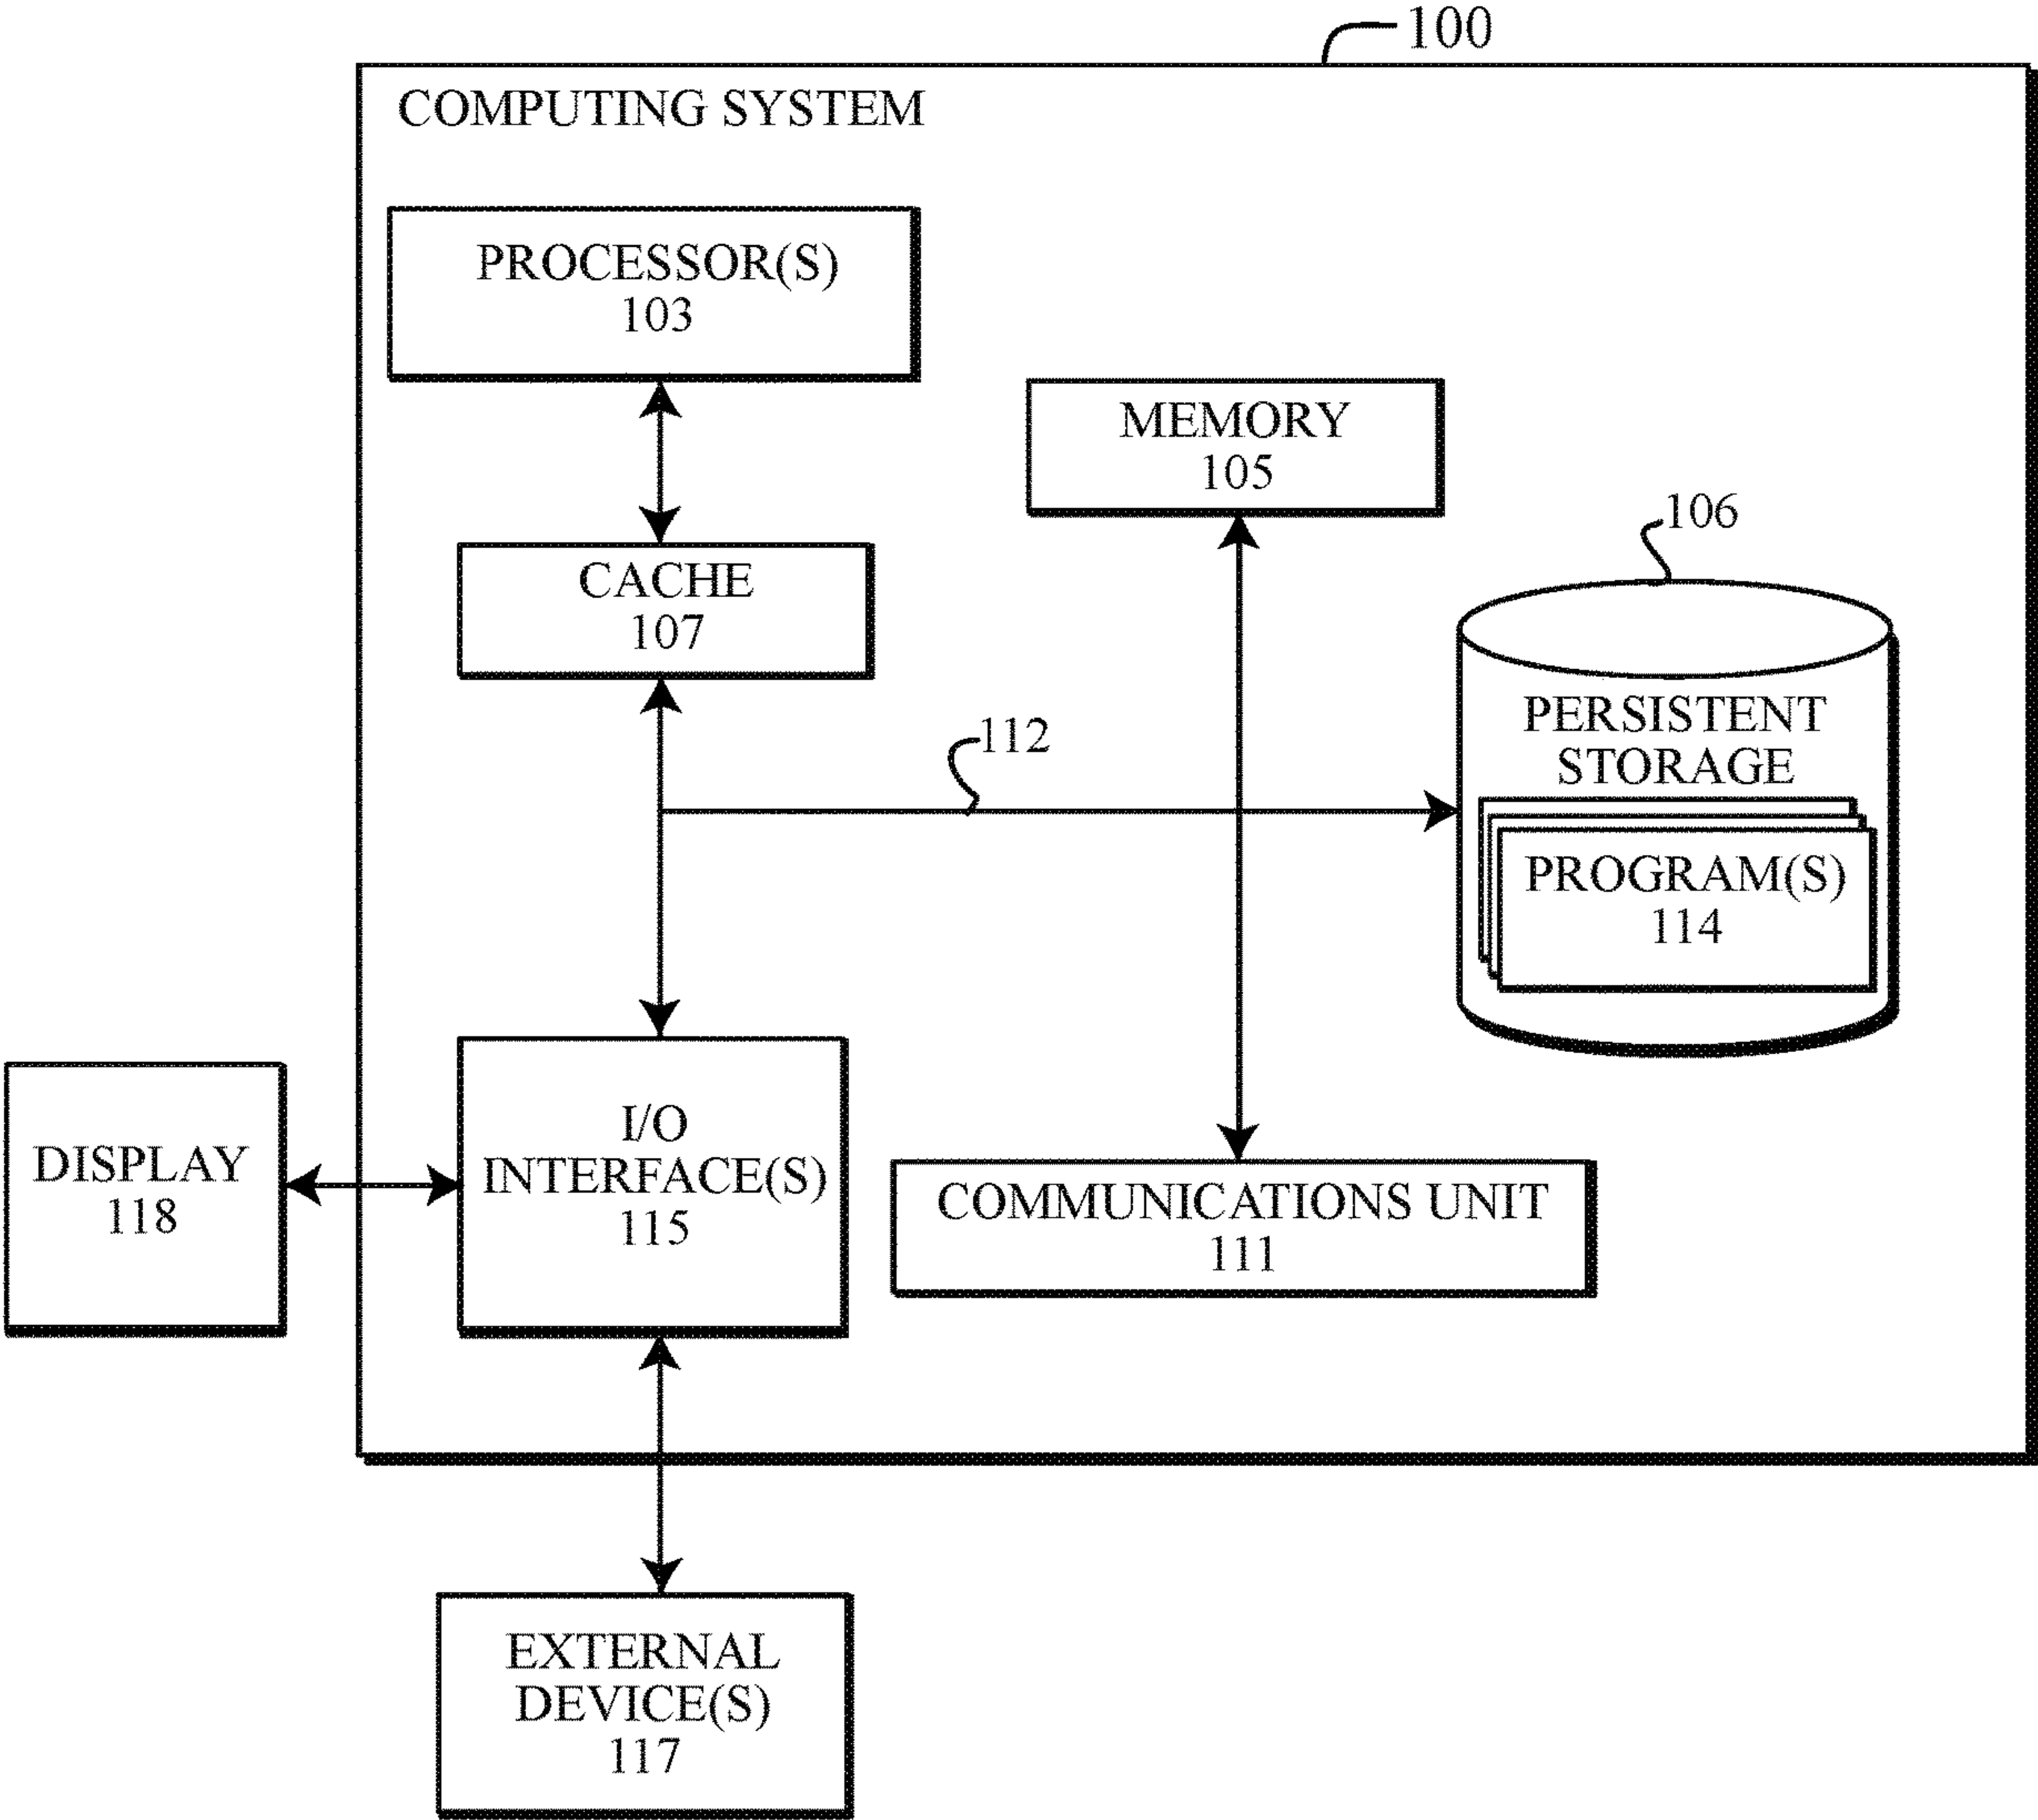 100
COMPUTING SYSTEM
PROCESSOR(S)
103
MEMORY
105
106
CACHE
107
112
PERSISTENT
STORAGE
PROGRAM(S)
114
I/O
INTERFACE(S)
115
DISPLAY
118
COMMUNICATIONS UNIT
111
EXTERNAL
DEVICE(S)
117